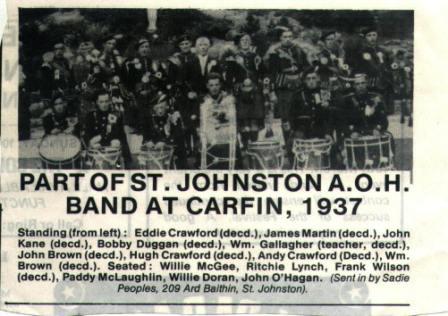 PART OF ST. JOHNSTON A.O.H.
BAND AT CARFIN, 1937
Standing (from left) : Eddie Crawford (decd.), James Martin (decd.), John
Kane (decd.), Bobby Duggan (decd.), Wm. Gallagher (teacher, decd.),
John Brown (decd.), Hugh Crawford (decd.), Andy Crawford (Decd.), Wm.
Brown (decd.). Seated : Willie McGee, Ritchie Lynch, Frank Wilson
(decd.), Paddy McLaughlin, Willie Doran, John O'Hagan. (Sent in by Sadie
Peoples, 209 Ard Baithin, St. Johnston).